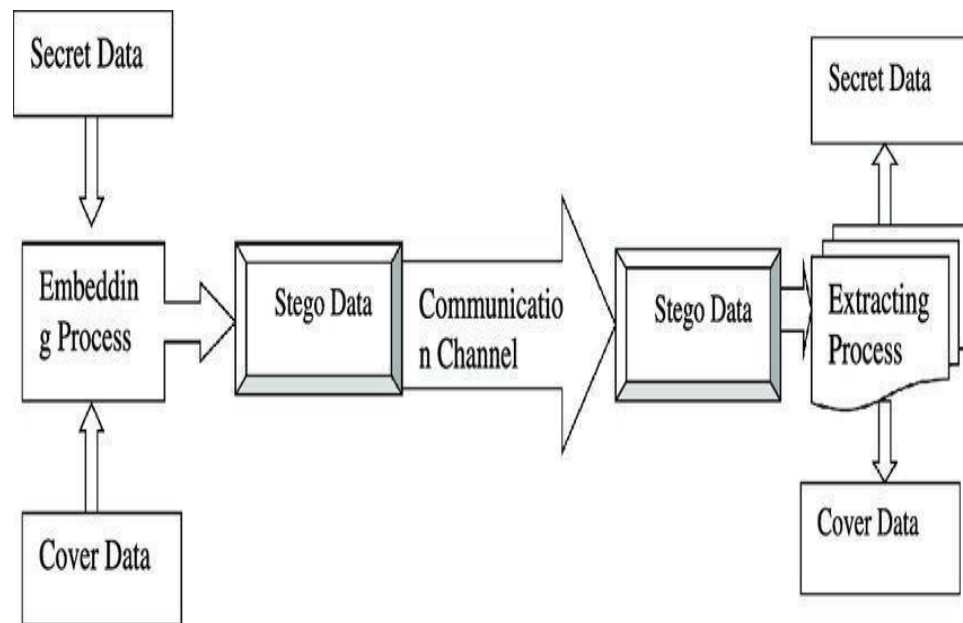 Secret Data
Secret Data
Embeddin
g Process
Stego Data
Communicatio
n Channel
Stego Data
Extracting
Process
Cover Data
Cover Data